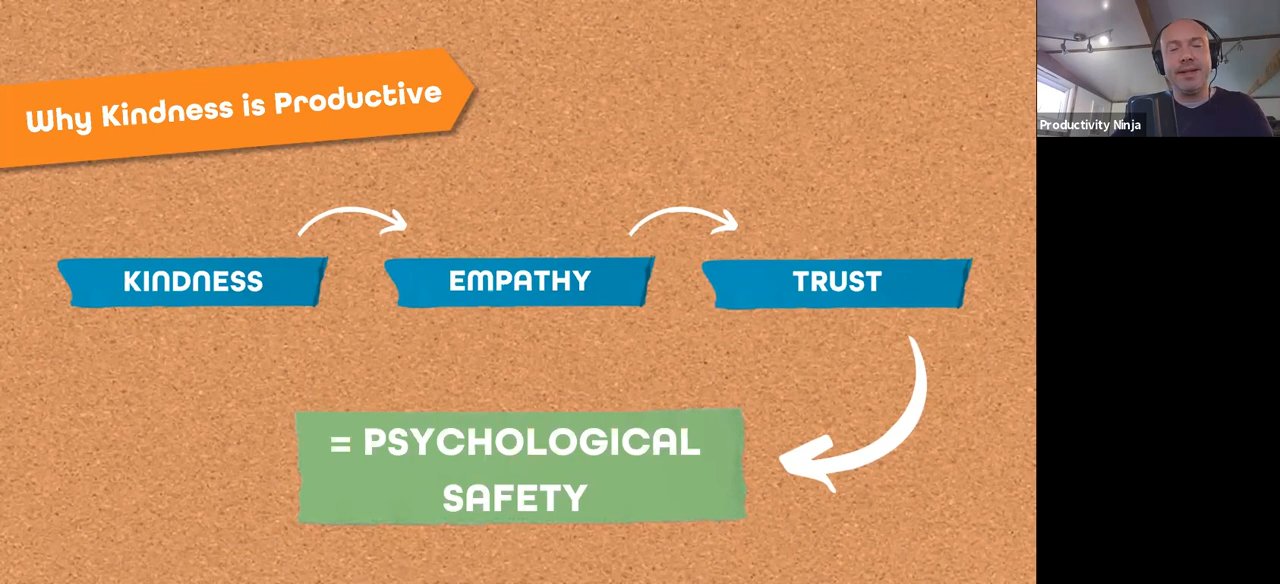 Why Kindness is Productive
KINDNESS
EMPATHY
TRUST
= PSYCHOLOGICAL
SAFETY
Productivity Ninja